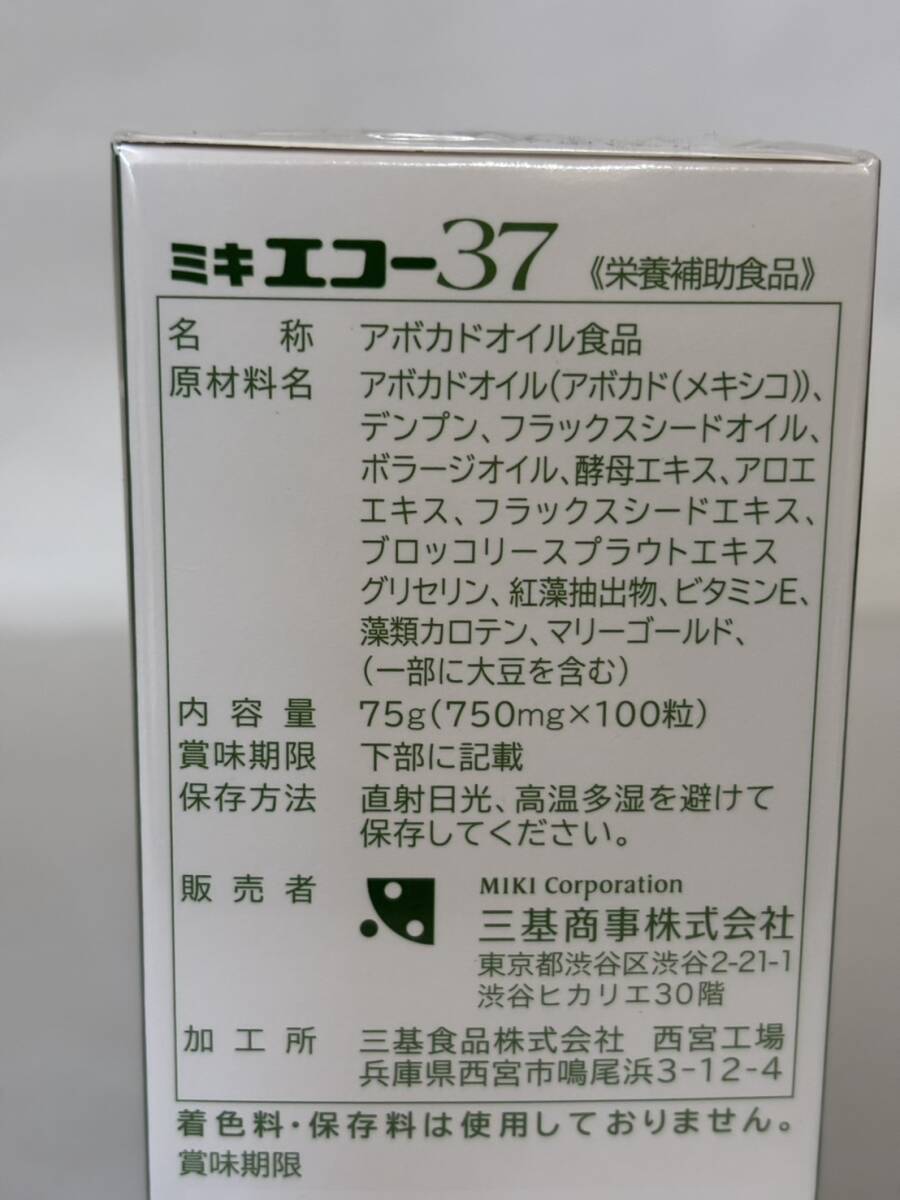 ミキエコー37 《栄養補助食品》
名称 アボカドオイル食品
原材料名 アボカドオイル(アボカド(メキシコ))、
デンプン、フラックスシードオイル、
ボラージオイル、酵母エキス、アロエ
エキス、フラックスシードエキス、
ブロッコリースプラウトエキス
グリセリン、紅藻抽出物、ビタミンE、
藻類カロテン、マリーゴールド、
(一部に大豆を含む)
内容量 75g(750mg×100粒)
賞味期限 下部に記載
保存方法 直射日光、高温多湿を避けて
保存してください。
販売者 MIKI Corporation
三基商事株式会社
東京都渋谷区渋谷2-21-1
渋谷ヒカリエ30階
加工所 三基食品株式会社 西宮工場
兵庫県西宮市鳴尾浜3-12-4
着色料・保存料は使用しておりません。
賞味期限